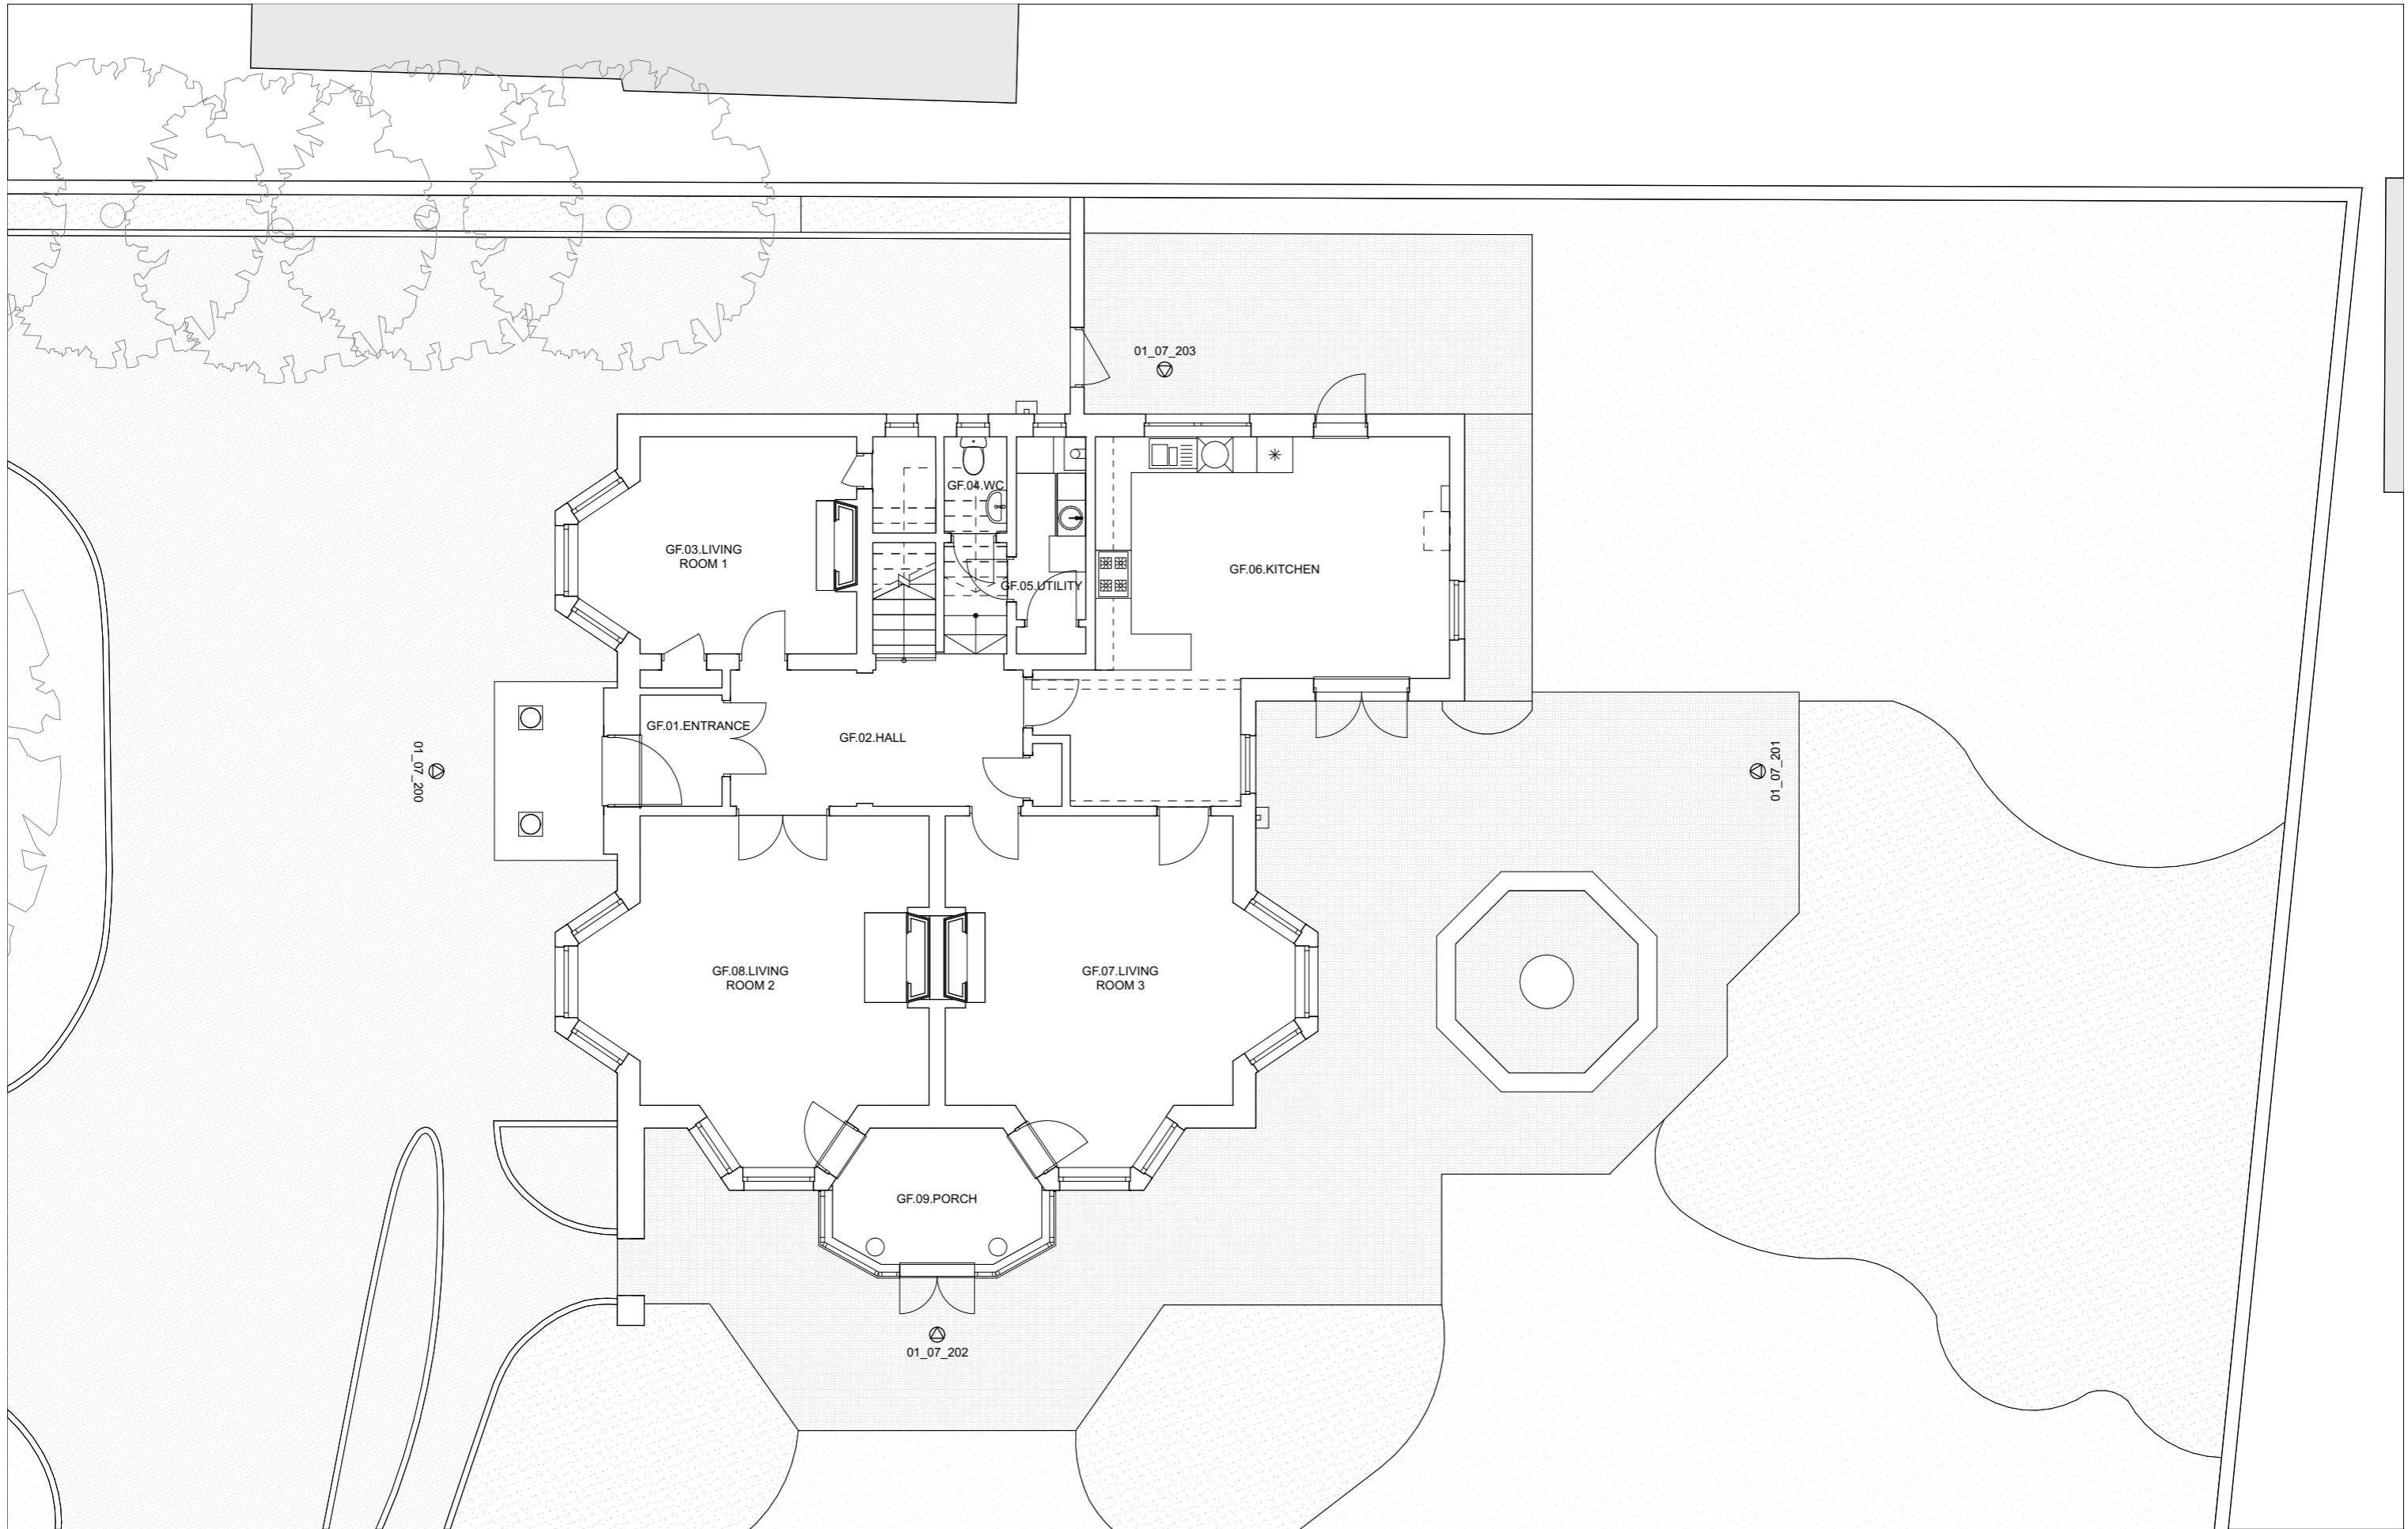 01_07_203
GF.04.WC
GF.03.LIVING
ROOM 1
GF.06.KITCHEN
GF.05.UTILITY
GF.01.ENTRANCE
GF.02.HALL
01_07_200
01_07_201
GF.08.LIVING
ROOM 2
GF.07.LIVING
ROOM 3
GF.09.PORCH
01_07_202